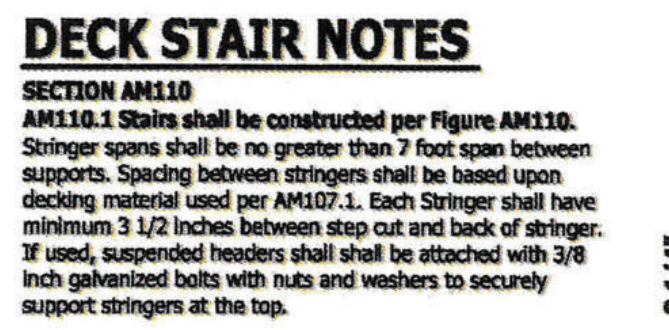 DECK STAIR NOTES
SECTION AM110
AM110.1 Stairs shall be constructed per Figure AM110.
Stringer spans shall be no greater than 7 foot span between
supports. Spacing between stringers shall be based upon
decking material used per AM107.1. Each Stringer shall have
minimum 3 1/2 inches between step cut and back of stringer.
If used, suspended headers shall shall be attached with 3/8
inch galvanized bolts with nuts and washers to securely
support stringers at the top.